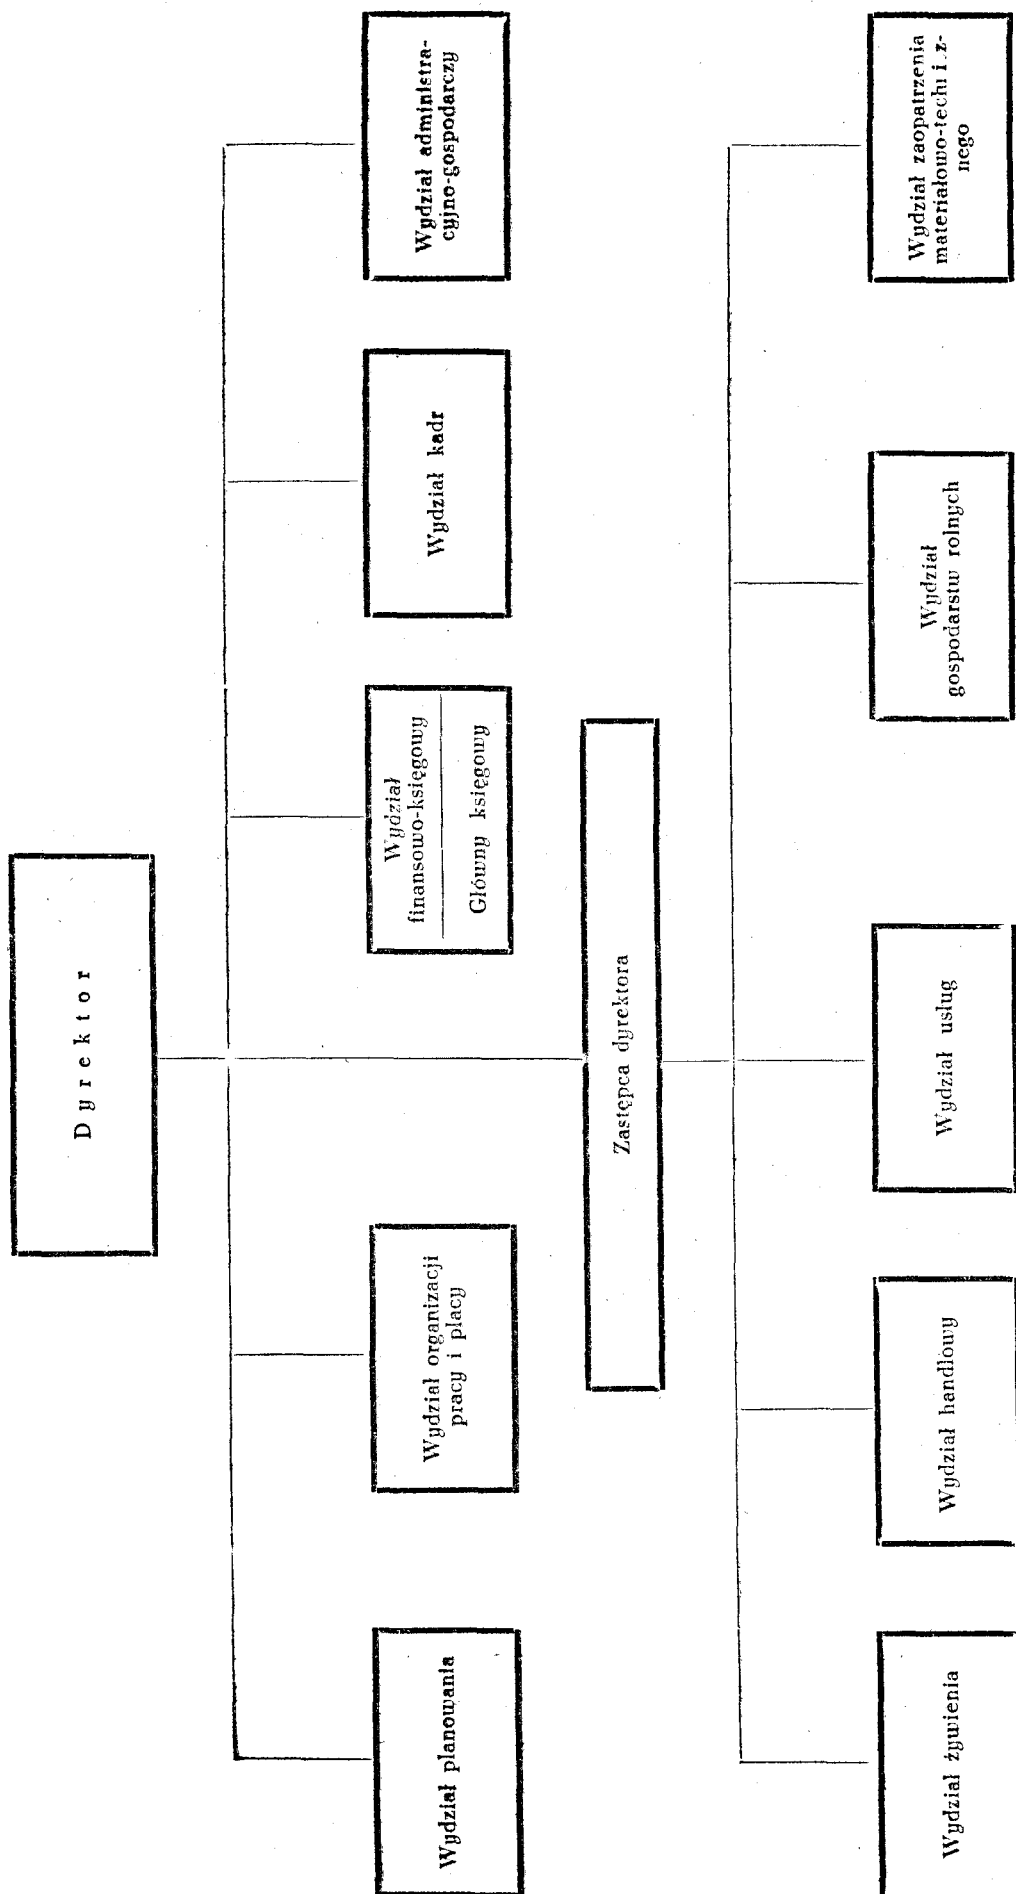 Dyrektor
Wydział planowania
Wydział organizacji
pracy i płacy
Wydział
finansowo-księgowy
Główny księgowy
Wydział kadr
Wydział administra-
cyjno-gospodarczy
Zastępca dyrektora
Wydział żywienia
Wydział handlowy
Wydział usług
Wydział
gospodarstw rolnych
Wydział zaopatrzenia
materiałowo-techi i.z-
nego